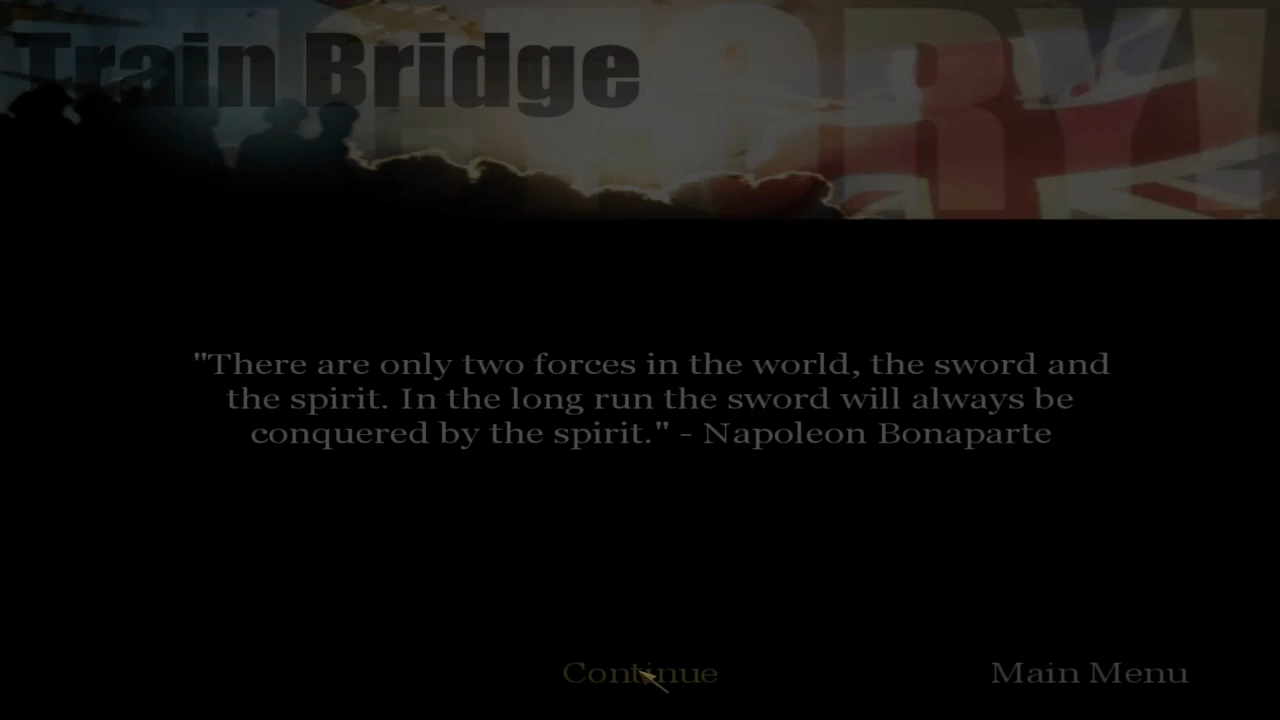 VICTORY!
Train Bridge
"There are only two forces in the world, the sword and
the spirit. In the long run the sword will always be
conquered by the spirit." - Napoleon Bonaparte
Continue
Main Menu